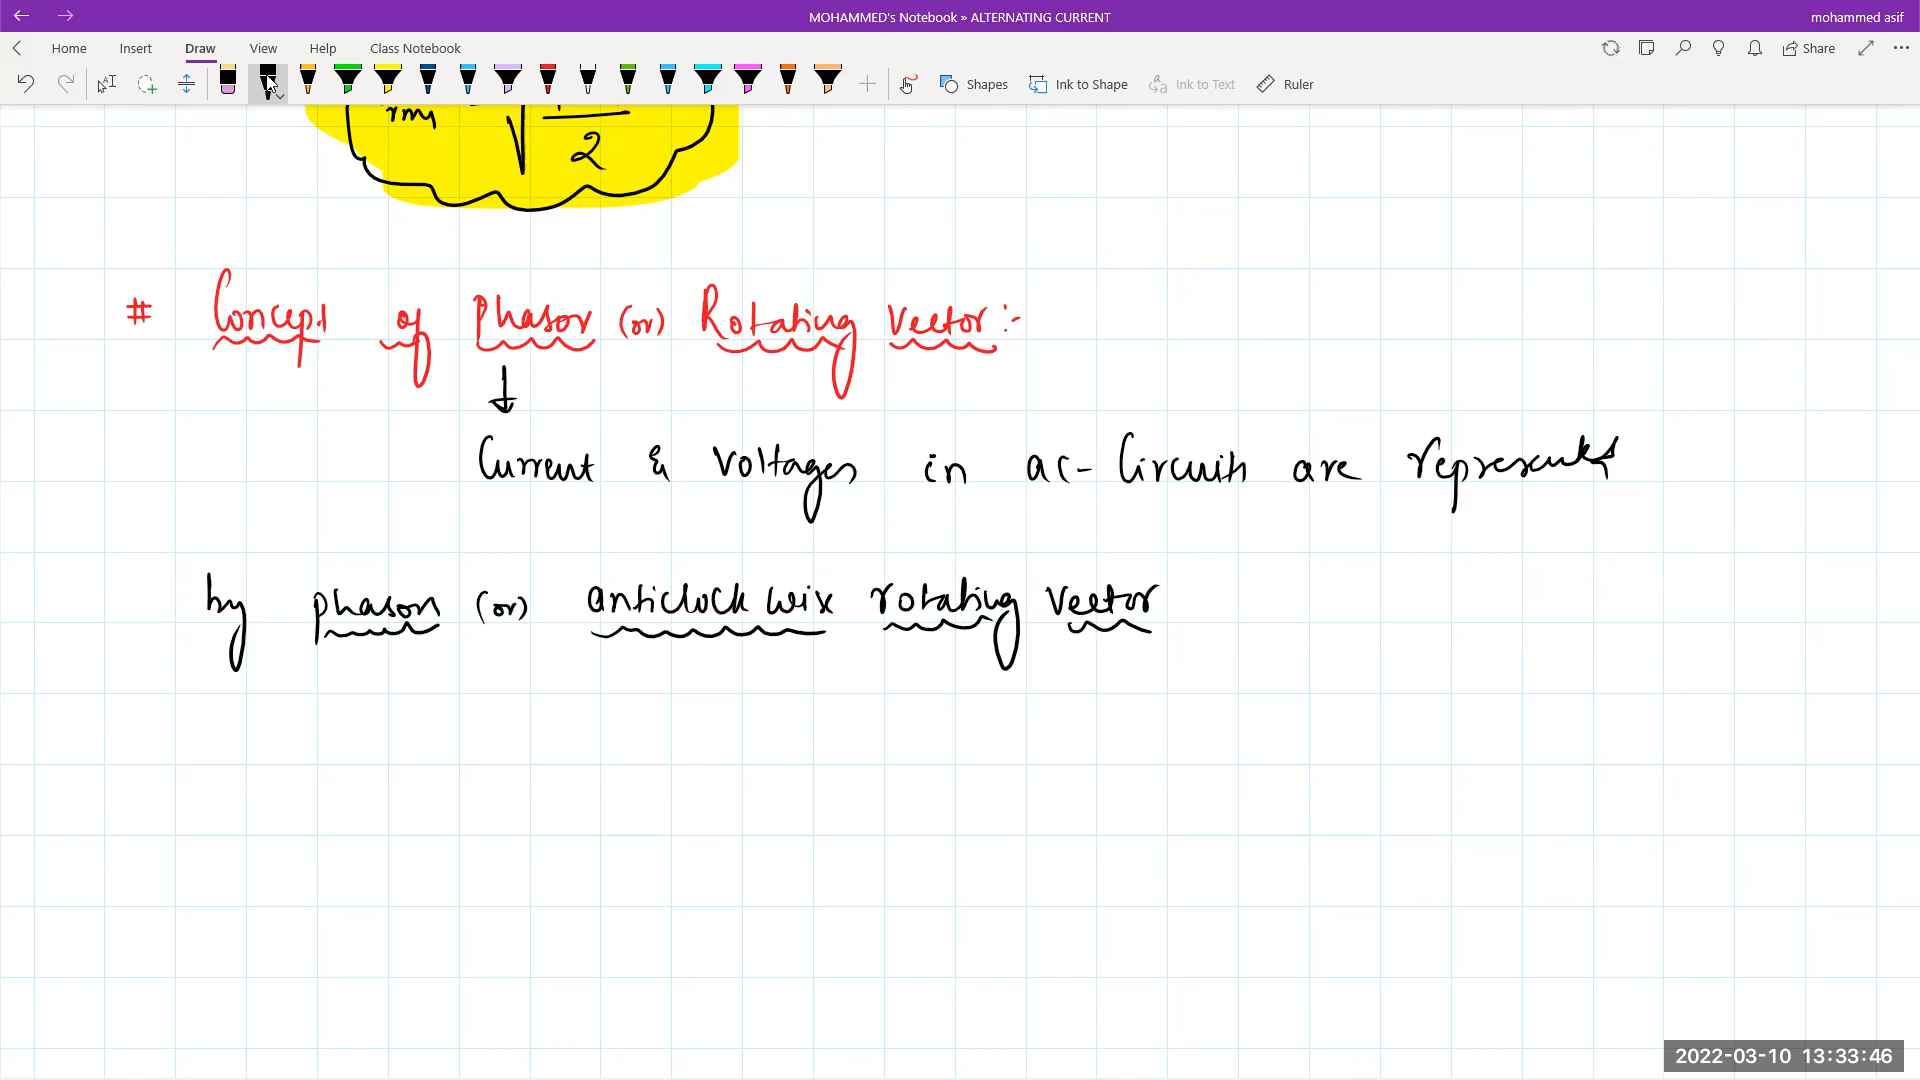 MOHAMMED's Notebook » ALTERNATING CURRENT
mohammed asif
Home Insert Draw View Help Class Notebook
Share
Shapes Ink to Shape Ink to Text Ruler
2
# Concept of Phasor (or) Rotating Vector :-
Current & Voltages in ac- Circuits are represents
by phasors (or) anticlock wise rotating vector
2022-03-10 13:33:46